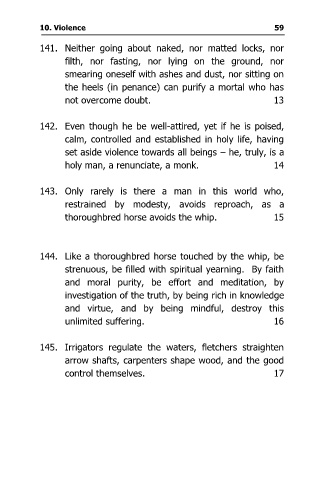 10. Violence 59
141. Neither going about naked, nor matted locks, nor
filth, nor fasting, nor lying on the ground, nor
smearing oneself with ashes and dust, nor sitting on
the heels (in penance) can purify a mortal who has
not overcome doubt. 13
142. Even though he be well-attired, yet if he is poised,
calm, controlled and established in holy life, having
set aside violence towards all beings – he, truly, is a
holy man, a renunciate, a monk. 14
143. Only rarely is there a man in this world who,
restrained by modesty, avoids reproach, as a
thoroughbred horse avoids the whip. 15
144. Like a thoroughbred horse touched by the whip, be
strenuous, be filled with spiritual yearning. By faith
and moral purity, be effort and meditation, by
investigation of the truth, by being rich in knowledge
and virtue, and by being mindful, destroy this
unlimited suffering. 16
145. Irrigators regulate the waters, fletchers straighten
arrow shafts, carpenters shape wood, and the good
control themselves. 17